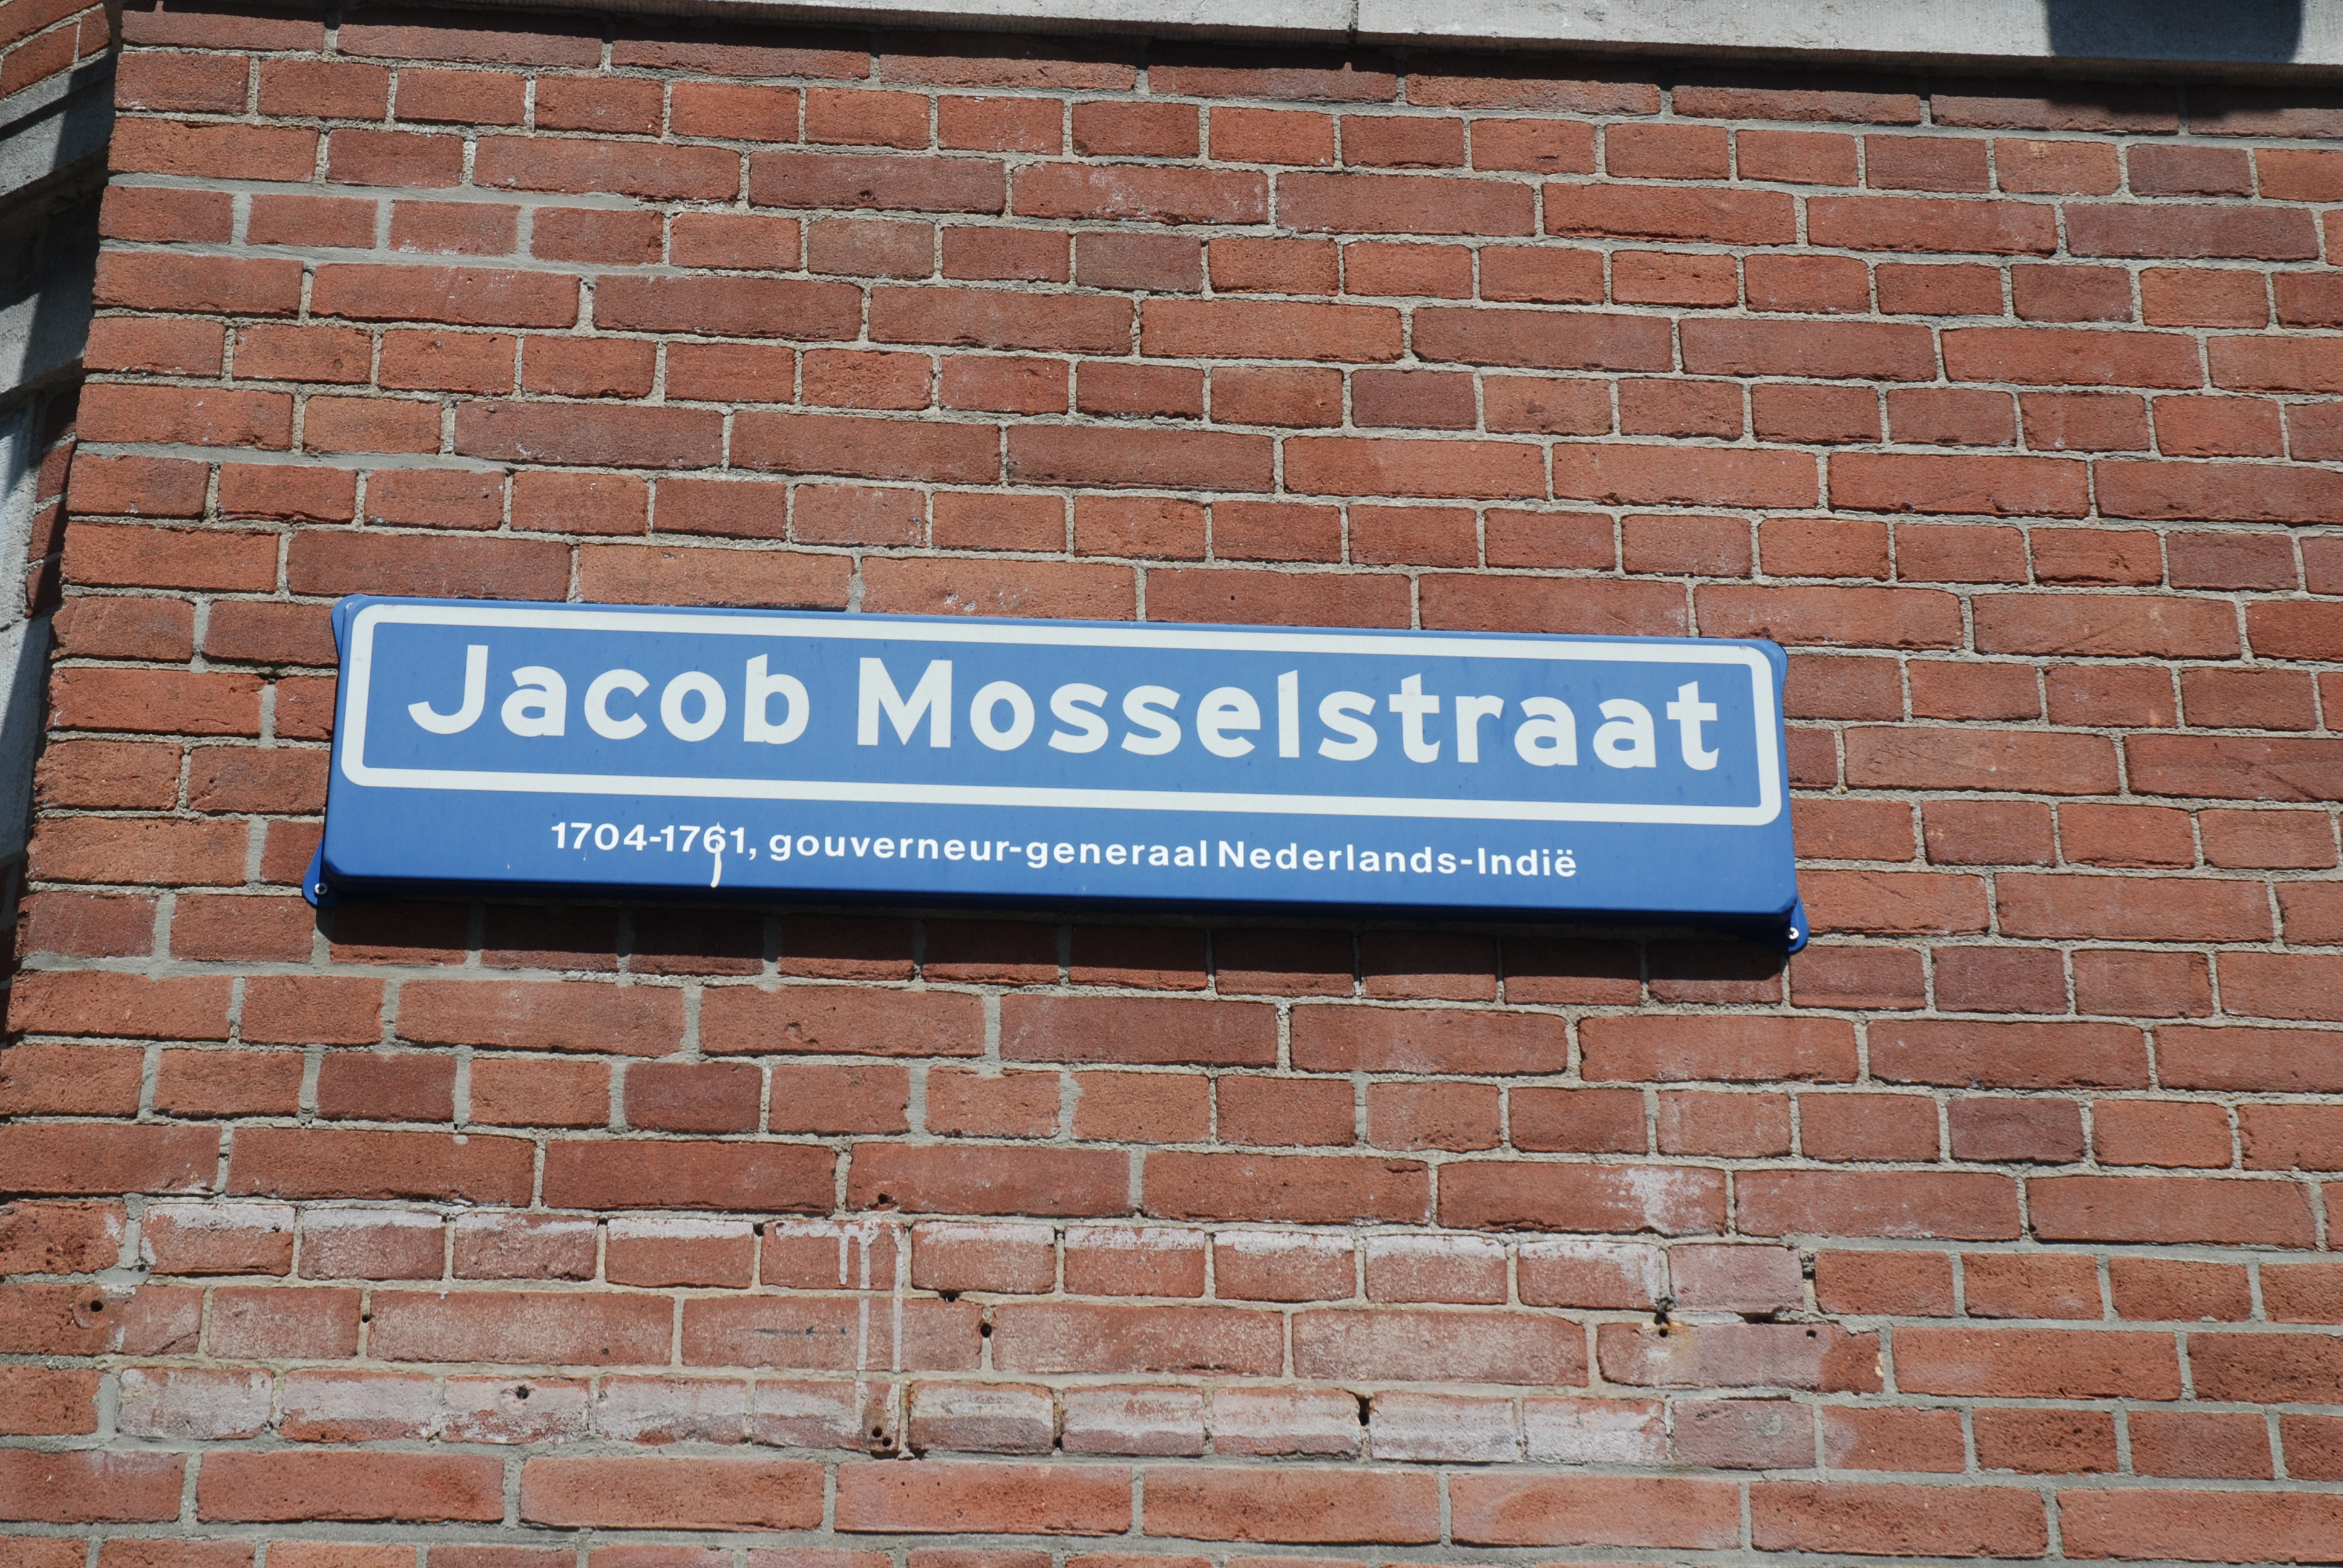 Jacob Mosselstraat
1704-1761, gouverneur-generaal Nederlands-Indië